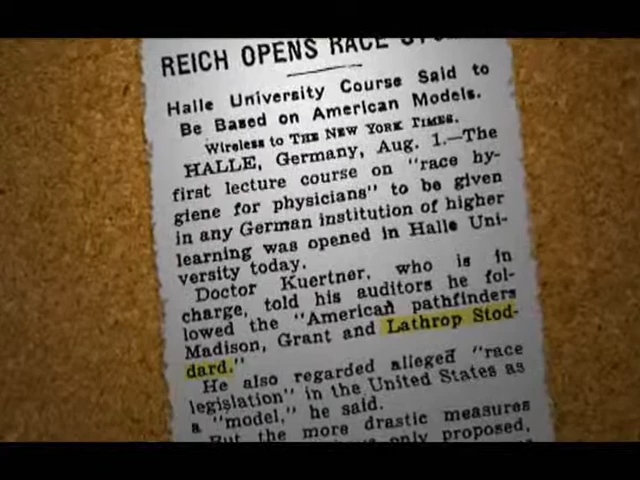 REICH OPENS RACE
Halle University Course Said to
Be Based on American Models.
Wireless to THE NEW YORK TIMES.
HALLE, Germany, Aug. 1.—The
first lecture course on "race hy-
giene for physicians" to be given
in any German institution of higher
learning was opened in Halle Uni-
versity today.
Doctor Kuertner, who is in
charge, told his auditors he fol-
lowed the "American pathfinders
Madison, Grant and Lathrop Stod-
dard."
He also regarded alleged "race
legislation" in the United States as
a "model," he said.
But the more drastic measures
only proposed,